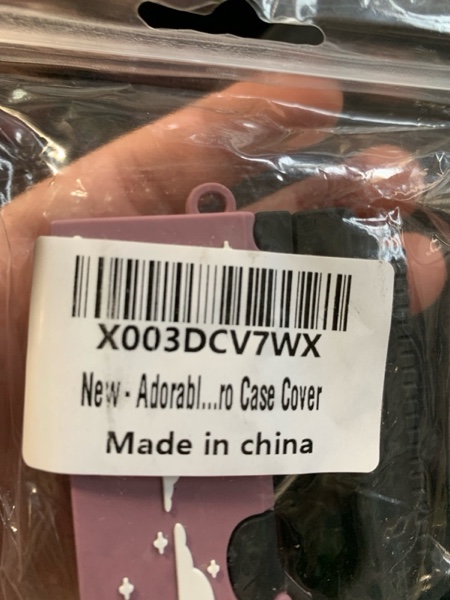 X003DCV7WX
New - Adorabl...ro Case Cover
Made in china